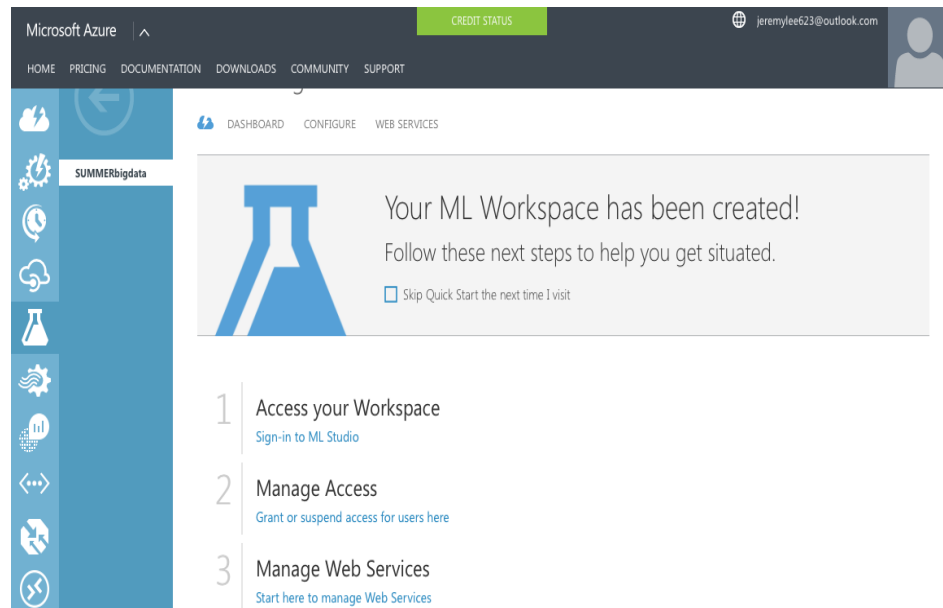 Microsoft Azure
CREDIT STATUS
jeremylee623@outlook.com
HOME PRICING DOCUMENTATION DOWNLOADS COMMUNITY SUPPORT
DASHBOARD CONFIGURE WEB SERVICES
SUMMERbigdata
Your ML Workspace has been created!
Follow these next steps to help you get situated.
Skip Quick Start the next time I visit
1 Access your Workspace
Sign-in to ML Studio
2 Manage Access
Grant or suspend access for users here
3 Manage Web Services
Start here to manage Web Services